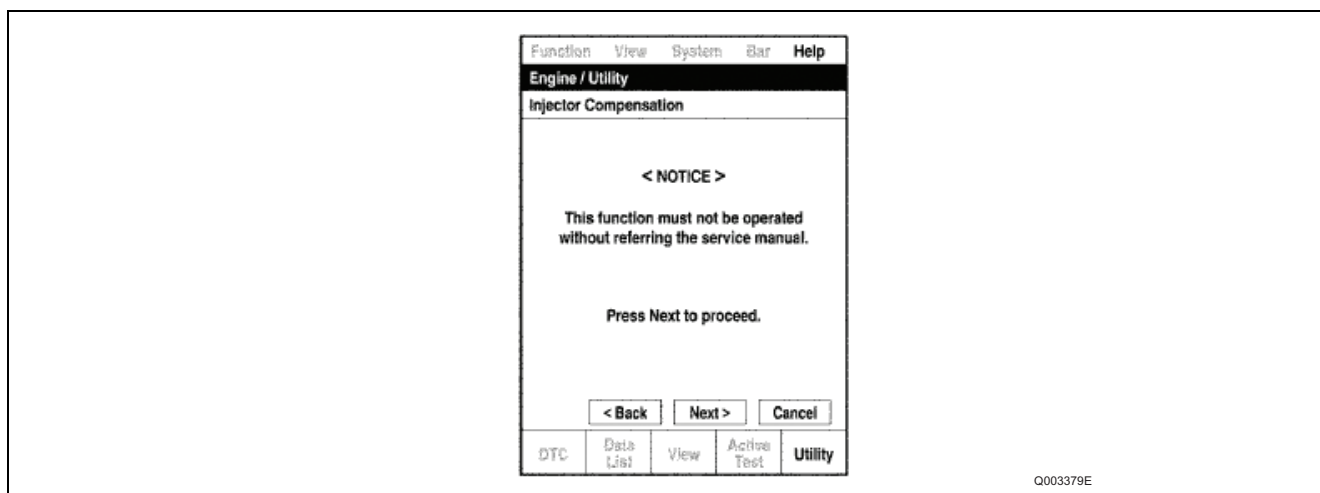 Function View System Bar Help
Engine / Utility
Injector Compensation
< NOTICE >
This function must not be operated
without referring the service manual.
Press Next to proceed.
< Back Next > Cancel
DTC Data List View Active Test Utility
Q003379E